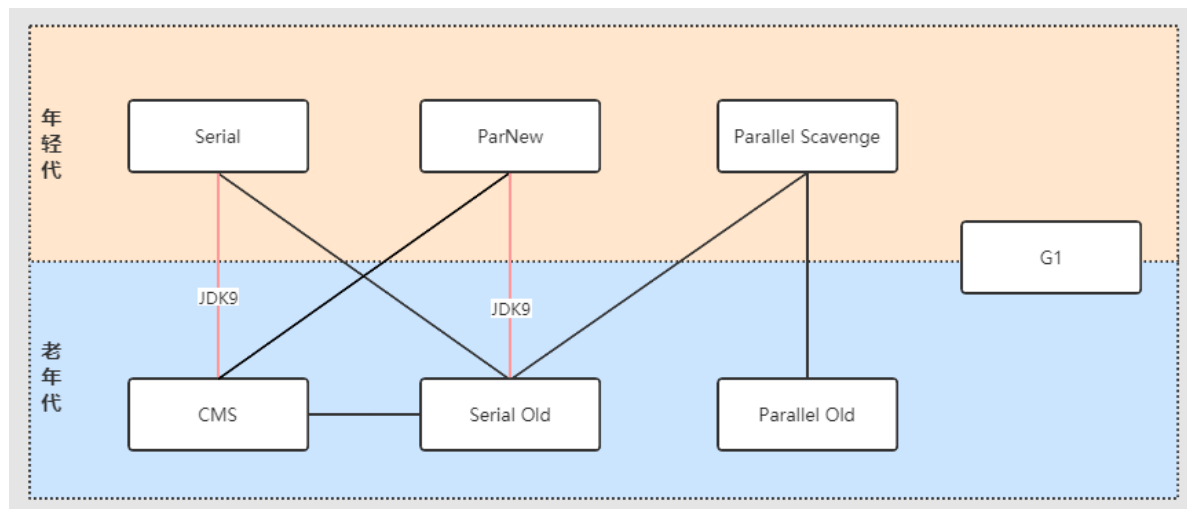 年轻代
Serial
ParNew
Parallel Scavenge
G1
JDK9
JDK9
老年代
CMS
Serial Old
Parallel Old